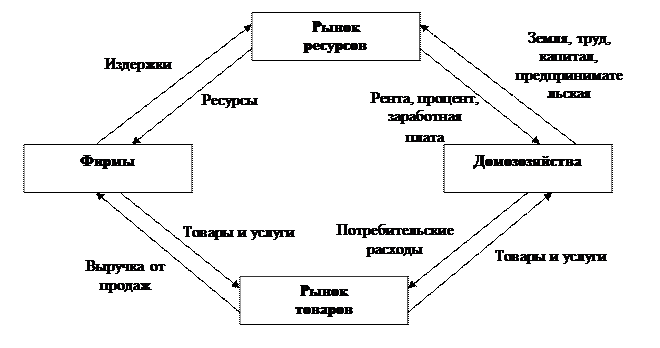 Рынок
ресурсов
Издержки
Ресурсы
Земля, труд,
капитал,
предпринимате
льская
Рента, процент,
заработная
плата
Фирмы
Домозозяйства
Товары и услуги
Выручка от
продаж
Потребительские
расходы
Товары и услуги
Рынок
товаров